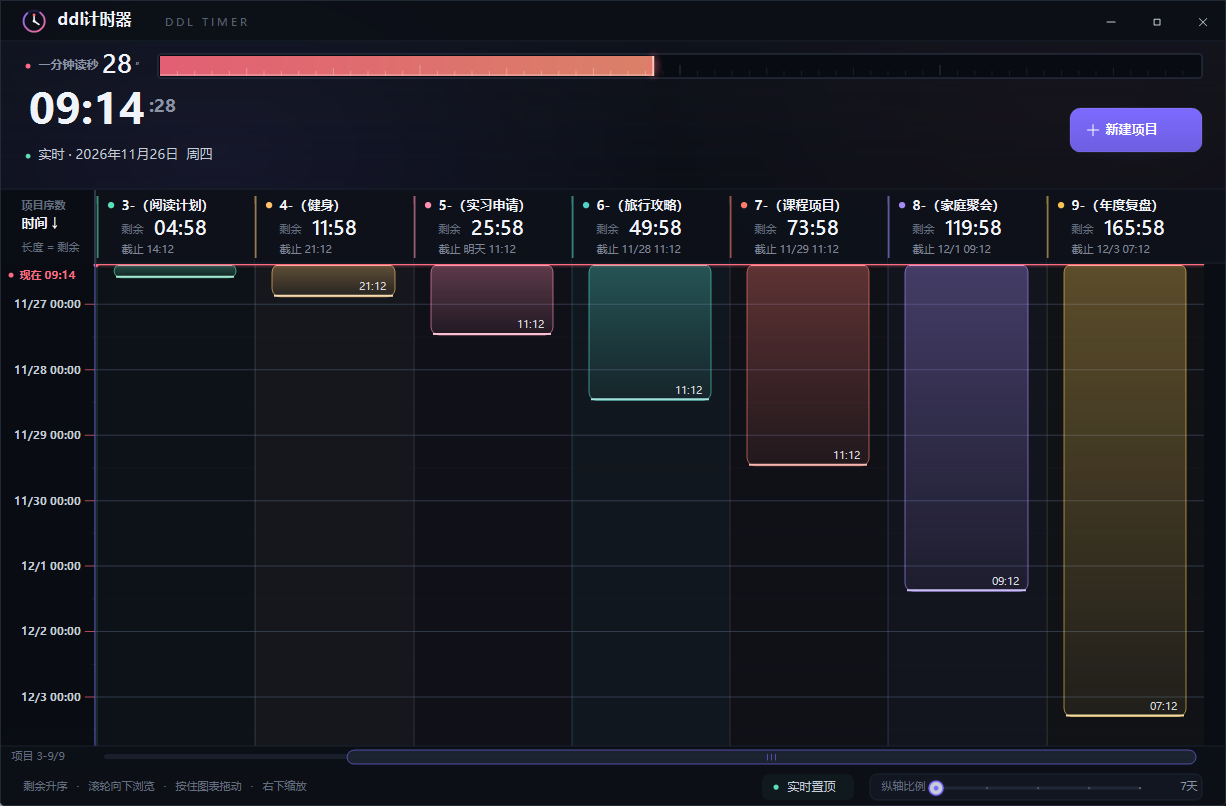 ddl计时器 DDL TIMER
一分钟读秒 28"
09:14 :28
实时 · 2026年11月26日 周四
+ 新建项目
项目序数
时间 ↓
长度 = 剩余
3-（阅读计划)
剩余 04:58
截止 14:12
4-（健身)
剩余 11:58
截止 21:12
5-（实习申请)
剩余 25:58
截止 明天 11:12
6-（旅行攻略)
剩余 49:58
截止 11/28 11:12
7-（课程项目)
剩余 73:58
截止 11/29 11:12
8-（家庭聚会)
剩余 119:58
截止 12/1 09:12
9-（年度复盘)
剩余 165:58
截止 12/3 07:12
现在 09:14
21:12
11/27 00:00
11:12
11/28 00:00
11:12
11/29 00:00
11:12
11/30 00:00
12/1 00:00
09:12
12/2 00:00
12/3 00:00
07:12
项目 3-9/9
剩余升序 · 滚轮向下浏览 · 按住图表拖动 · 右下缩放
实时置顶
纵轴比例 7天